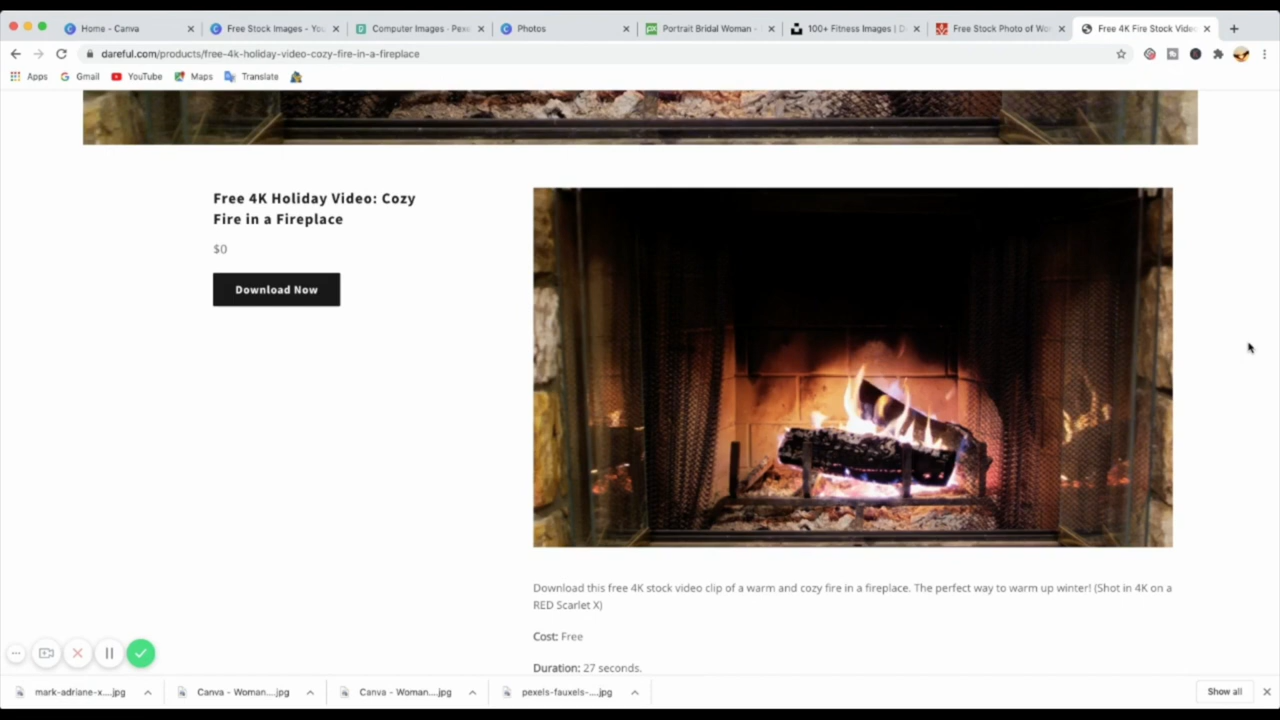 Home - Canva
Free Stock Images - You
Computer Images · Pexe
Photos
Portrait Bridal Woman -
100+ Fitness Images | D
Free Stock Photo of Wo
Free 4K Fire Stock Vide
dareful.com/products/free-4k-holiday-video-cozy-fire-in-a-fireplace
Apps Gmail YouTube Maps Translate
Free 4K Holiday Video: Cozy
Fire in a Fireplace
$0
Download Now
Download this free 4K stock video clip of a warm and cozy fire in a fireplace. The perfect way to warm up winter! (Shot in 4K on a
RED Scarlet X)
Cost: Free
Duration: 27 seconds.
mark-adriane-x....jpg
Canva - Woman....jpg
Canva - Woman....jpg
pexels-fauxels-....jpg
Show all